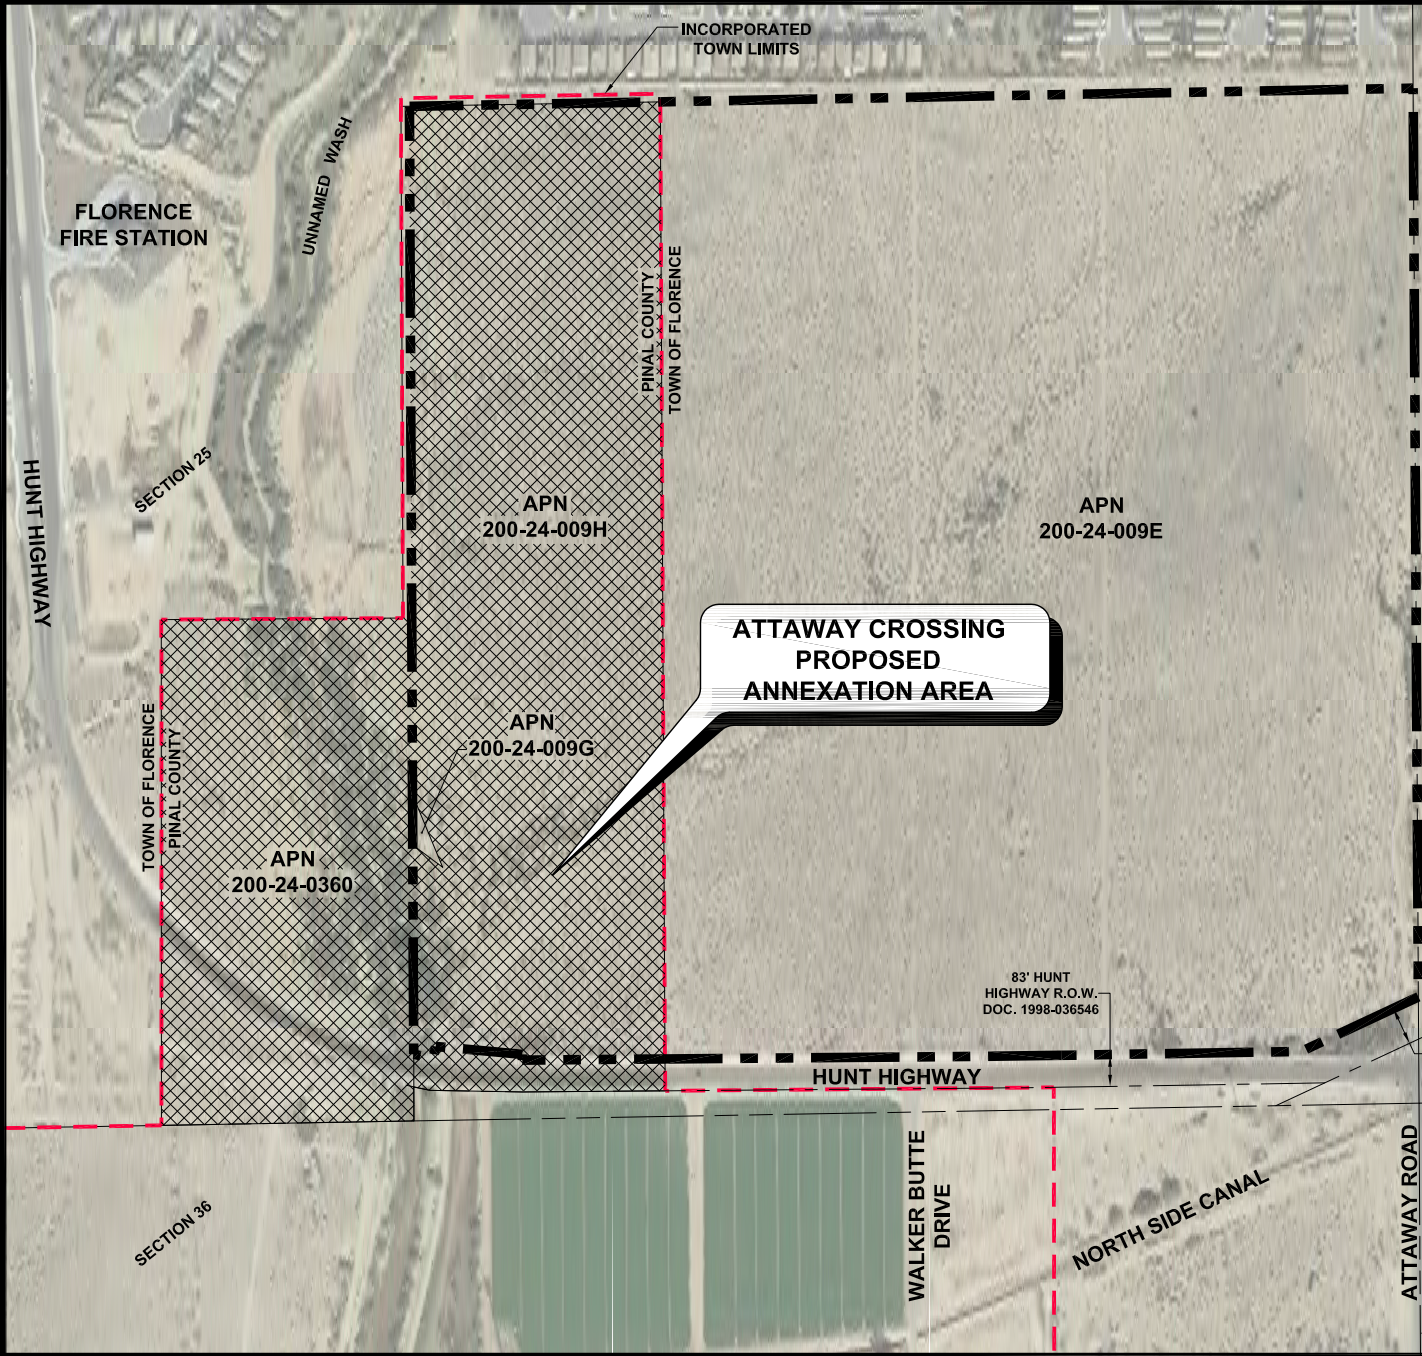 INCORPORATED
TOWN LIMITS
UNNAMED WASH
FLORENCE
FIRE STATION
PINAL COUNTY
TOWN OF FLORENCE
HUNT HIGHWAY
SECTION 25
APN
200-24-009H
APN
200-24-009E
ATTAWAY CROSSING
PROPOSED
ANNEXATION AREA
APN
200-24-009G
TOWN OF FLORENCE
PINAL COUNTY
APN
200-24-0360
83' HUNT
HIGHWAY R.O.W.
DOC. 1998-036546
HUNT HIGHWAY
WALKER BUTTE
DRIVE
NORTH SIDE CANAL
ATTAWAY ROAD
SECTION 36